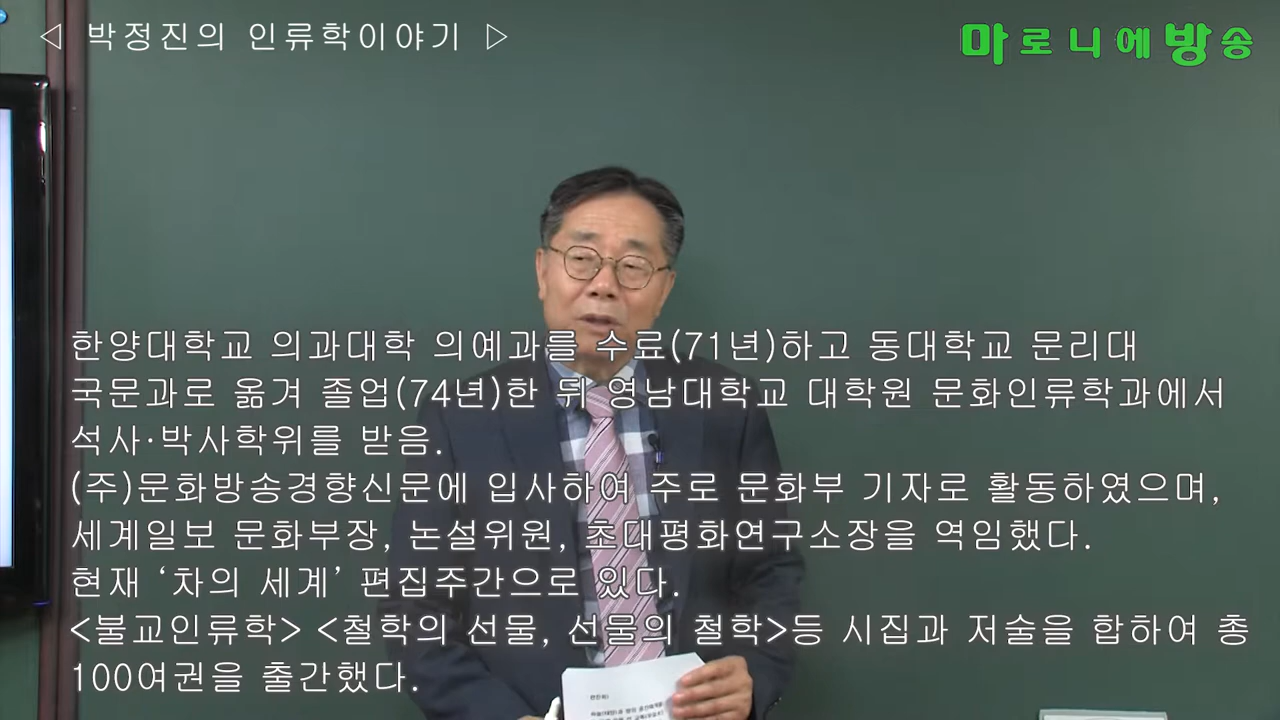 ◁ 박정진의 인류학이야기 ▷
마로니에방송
한양대학교 의과대학 의예과를 수료(71년)하고 동대학교 문리대
국문과로 옮겨 졸업(74년)한 뒤 영남대학교 대학원 문화인류학과에서
석사·박사학위를 받음.
(주)문화방송경향신문에 입사하여 주로 문화부 기자로 활동하였으며,
세계일보 문화부장, 논설위원, 초대평화연구소장을 역임했다.
현재 ‘차의 세계’ 편집주간으로 있다.
<불교인류학> <철학의 선물, 선물의 철학>등 시집과 저술을 합하여 총
100여권을 출간했다.